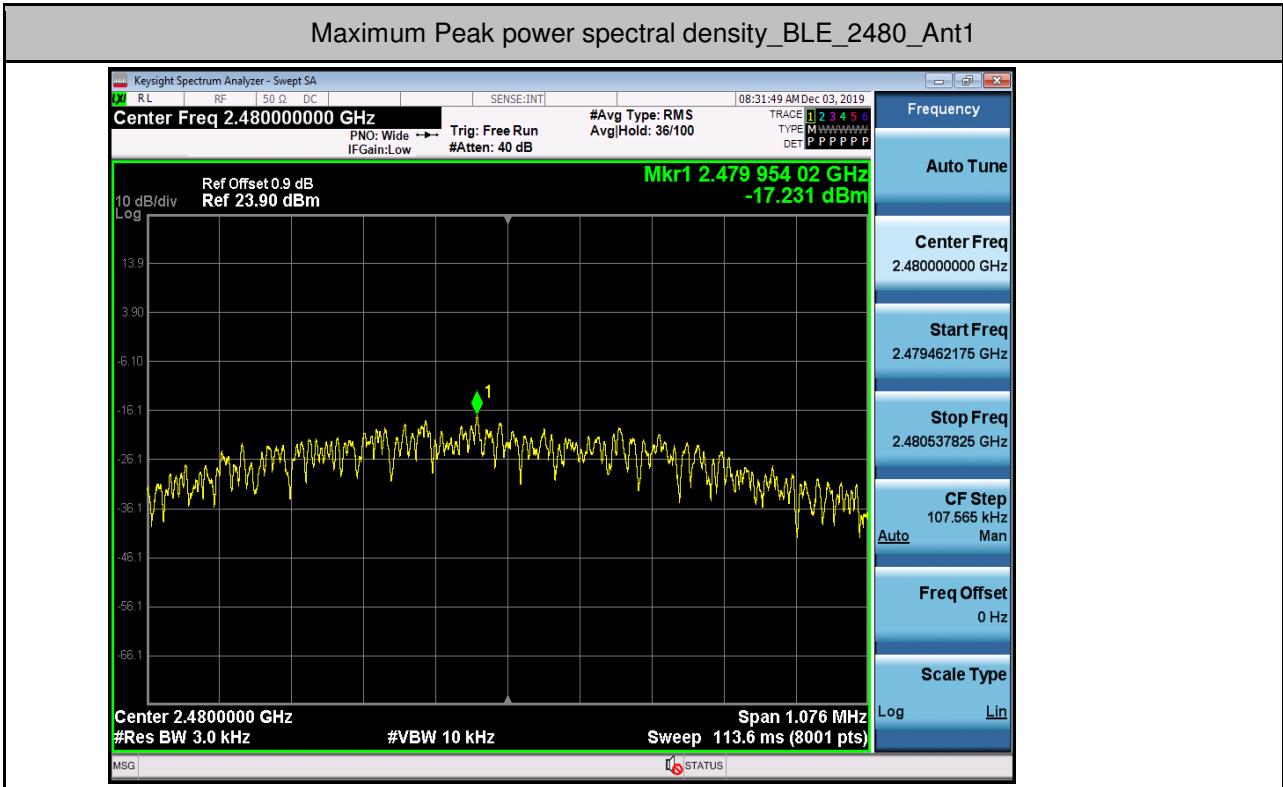 Maximum Peak power spectral density_BLE_2480_Ant1
Keysight Spectrum Analyzer - Swept SA
LXI RL RF 50 Ω DC SENSE:INT 08:31:49 AM Dec 03, 2019
Center Freq 2.480000000 GHz
PNO: Wide
IFGain:Low
Trig: Free Run
#Atten: 40 dB
#Avg Type: RMS
Avg|Hold: 36/100
TRACE 1 2 3 4 5 6
TYPE M WWWWW
DET P P P P P P
Ref Offset 0.9 dB
10 dB/div Ref 23.90 dBm
Log
Mkr1 2.479 954 02 GHz
-17.231 dBm
13.9
3.90
-6.10
-16.1
-26.1
-36.1
-46.1
-56.1
-66.1
1
Center 2.4800000 GHz Span 1.076 MHz
#Res BW 3.0 kHz #VBW 10 kHz Sweep 113.6 ms (8001 pts)
MSG STATUS
Frequency
Auto Tune
Center Freq
2.480000000 GHz
Start Freq
2.479462175 GHz
Stop Freq
2.480537825 GHz
CF Step
107.565 kHz
Auto Man
Freq Offset
0 Hz
Scale Type
Log Lin